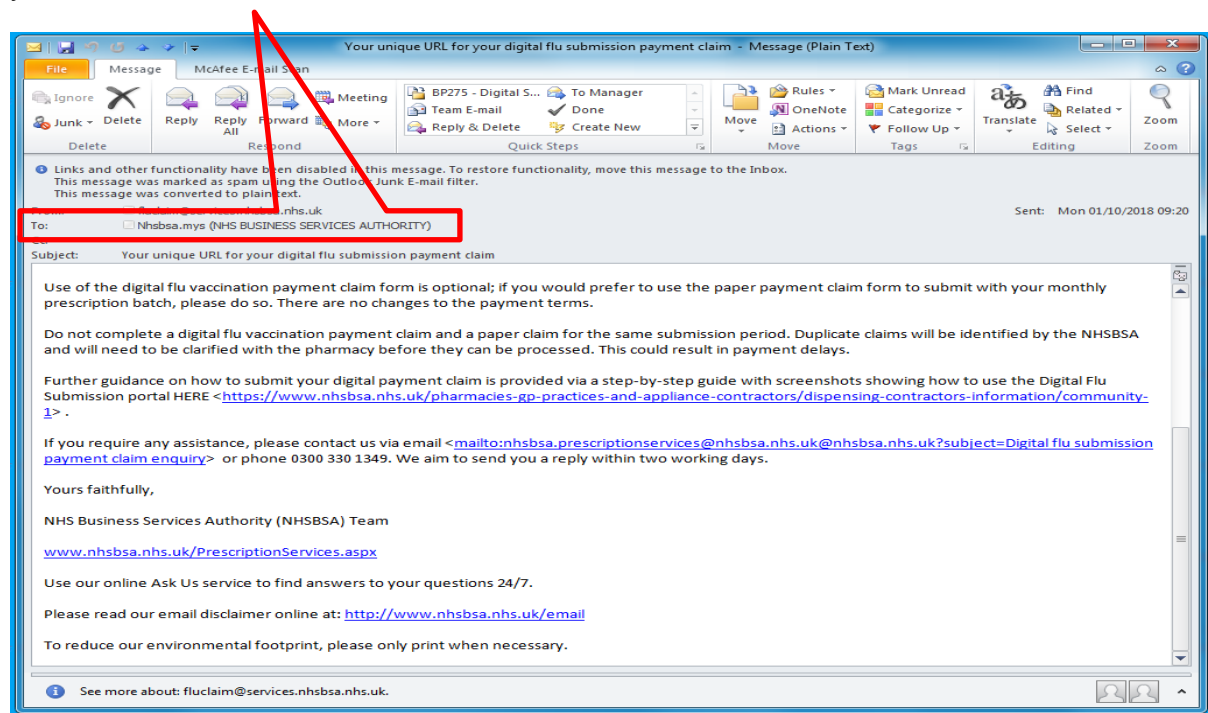 Your unique URL for your digital flu submission payment claim - Message (Plain Text)
File Message McAfee E-mail Scan
Ignore Delete Reply Reply All Forward Meeting BP275 - Digital S... To Manager Move Rules Mark Unread Translate Find Zoom
Junk More Team E-mail Done OneNote Categorize Related
Reply & Delete Create New Actions Follow Up Select
Delete Respond Quick Steps Move Tags Editing Zoom
Links and other functionality have been disabled in this message. To restore functionality, move this message to the Inbox.
This message was marked as spam using the Outlook Junk E-mail filter.
This message was converted to plain text.
Sent: Mon 01/10/2018 09:20
To: Nhsbsa.mys (NHS BUSINESS SERVICES AUTHORITY)
Subject: Your unique URL for your digital flu submission payment claim
Use of the digital flu vaccination payment claim form is optional; if you would prefer to use the paper payment claim form to submit with your monthly
prescription batch, please do so. There are no changes to the payment terms.
Do not complete a digital flu vaccination payment claim and a paper claim for the same submission period. Duplicate claims will be identified by the NHSBSA
and will need to be clarified with the pharmacy before they can be processed. This could result in payment delays.
Further guidance on how to submit your digital payment claim is provided via a step-by-step guide with screenshots showing how to use the Digital Flu
Submission portal HERE <https://www.nhsbsa.nhs.uk/pharmacies-gp-practices-and-appliance-contractors/dispensing-contractors-information/community-
1> .
If you require any assistance, please contact us via email <mailto:nhsbsa.prescriptionservices@nhsbsa.nhs.uk@nhsbsa.nhs.uk?subject=Digital flu submission
payment claim enquiry> or phone 0300 330 1349. We aim to send you a reply within two working days.
Yours faithfully,
NHS Business Services Authority (NHSBSA) Team
www.nhsbsa.nhs.uk/PrescriptionServices.aspx
Use our online Ask Us service to find answers to your questions 24/7.
Please read our email disclaimer online at: http://www.nhsbsa.nhs.uk/email
To reduce our environmental footprint, please only print when necessary.
See more about: fluclaim@services.nhsbsa.nhs.uk.